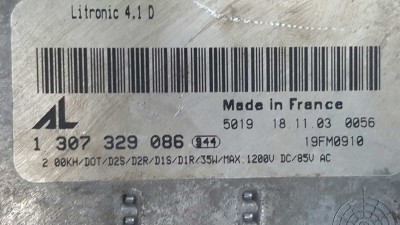 Litronic 4.1 D
AL
Made in France
5019 18.11.03 0056
1 307 329 086 944
19FM0910
2 00KH/DOT/D2S/D2R/D1S/D1R/35W/MAX.1200V DC/85V AC